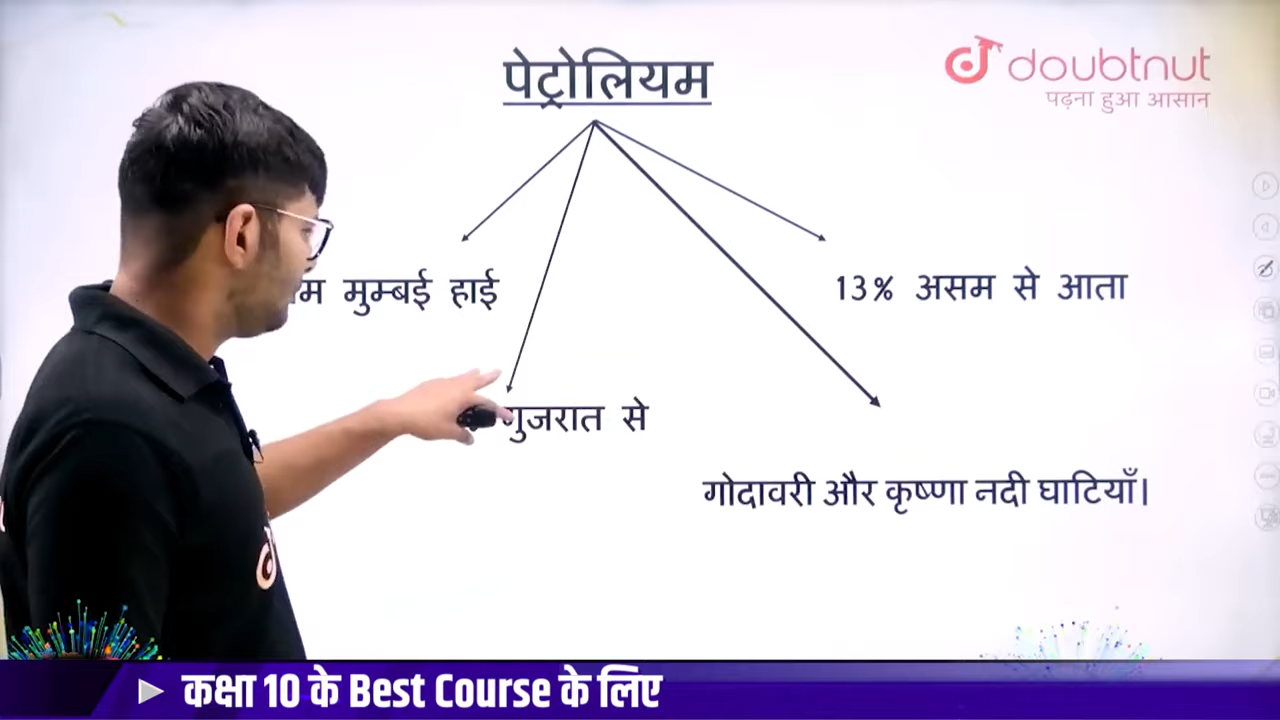 पेट्रोलियम
doubtnut
पढ़ना हुआ आसान
मुम्बई हाई
13% असम से आता
गुजरात से
गोदावरी और कृष्णा नदी घाटियाँ।
कक्षा 10 के Best Course के लिए